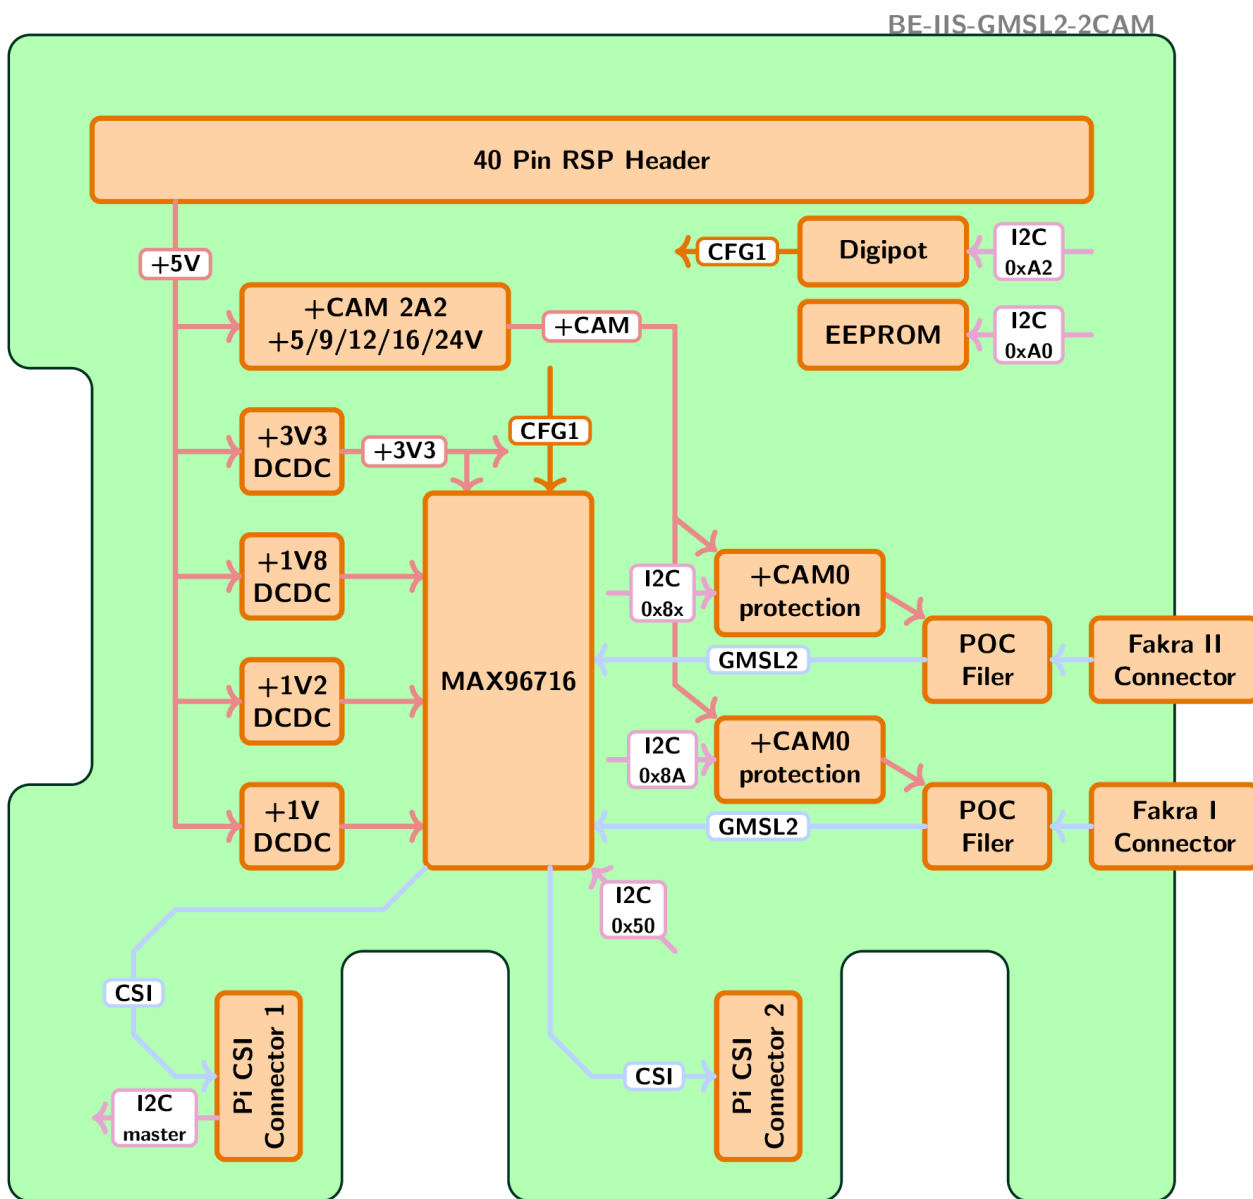 BE-IIS-GMSL2-2CAM
40 Pin RSP Header
+5V
CFG1
Digipot
I2C
0xA2
+CAM 2A2
+5/9/12/16/24V
+CAM
EEPROM
I2C
0xA0
+3V3
DCDC
+3V3
CFG1
+1V8
DCDC
I2C
0x8x
+CAM0
protection
MAX96716
GMSL2
POC
Filer
Fakra II
Connector
+1V2
DCDC
I2C
0x8A
+CAM0
protection
+1V
DCDC
GMSL2
POC
Filer
Fakra I
Connector
I2C
0x50
CSI
Pi CSI
Connector 1
CSI
Pi CSI
Connector 2
I2C
master